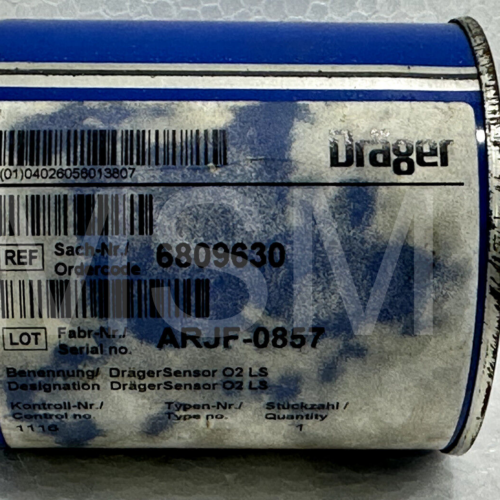 Dräger
(01)04026056013807
REF Sach-Nr./ Ordercode 6809630
LOT Fabr-Nr./ Serial no. ARJF-0857
Benennung/ DrägerSensor O2 LS
Designation DrägerSensor O2 LS
Kontroll-Nr./ Typen-Nr./ Stückzahl /
Control no. Type no. Quantity
1116 1
ASM